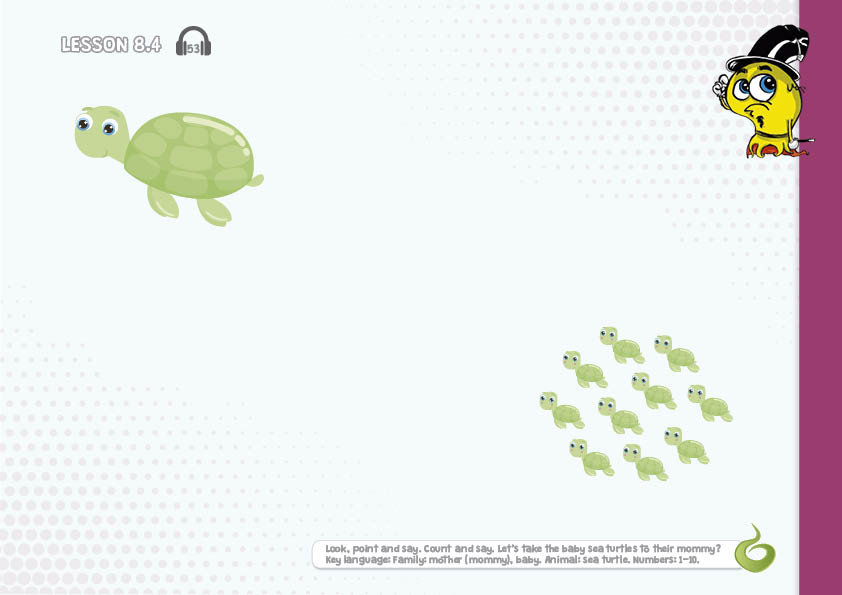 LESSON 8.4
53
Look, point and say. Count and say. Let's take the baby sea turtles to their mommy?
Key language: Family: mother (mommy), baby. Animal: sea turtle. Numbers: 1-10.